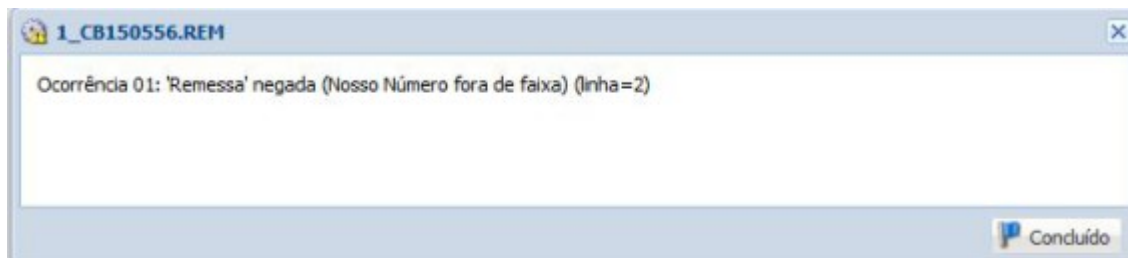 1_CB150556.REM
Ocorrência 01: 'Remessa' negada (Nosso Número fora de faixa) (linha=2)
Concluído